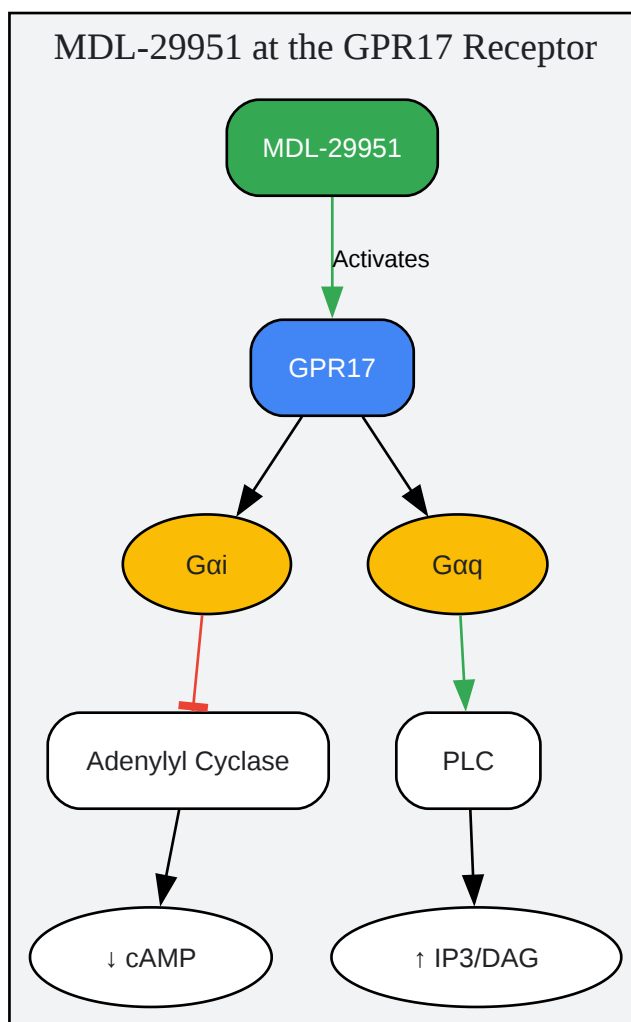 MDL-29951 at the GPR17 Receptor
MDL-29951
Activates
GPR17
Gαi
Gαq
Adenylyl Cyclase
PLC
↓ cAMP
↑ IP3/DAG